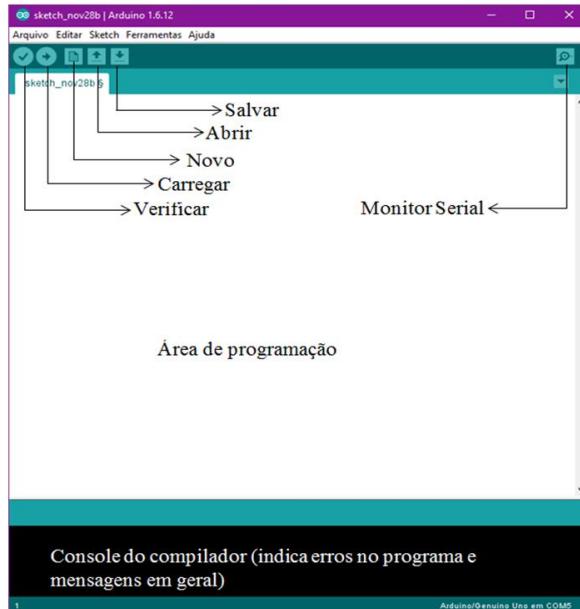 sketch_nov28b | Arduino 1.6.12
Arquivo Editar Sketch Ferramentas Ajuda
sketch_nov28b §
Salvar
Abrir
Novo
Carregar
Verificar
Monitor Serial
Área de programação
Console do compilador (indica erros no programa e
mensagens em geral)
1
Arduino/Genuino Uno em COM5